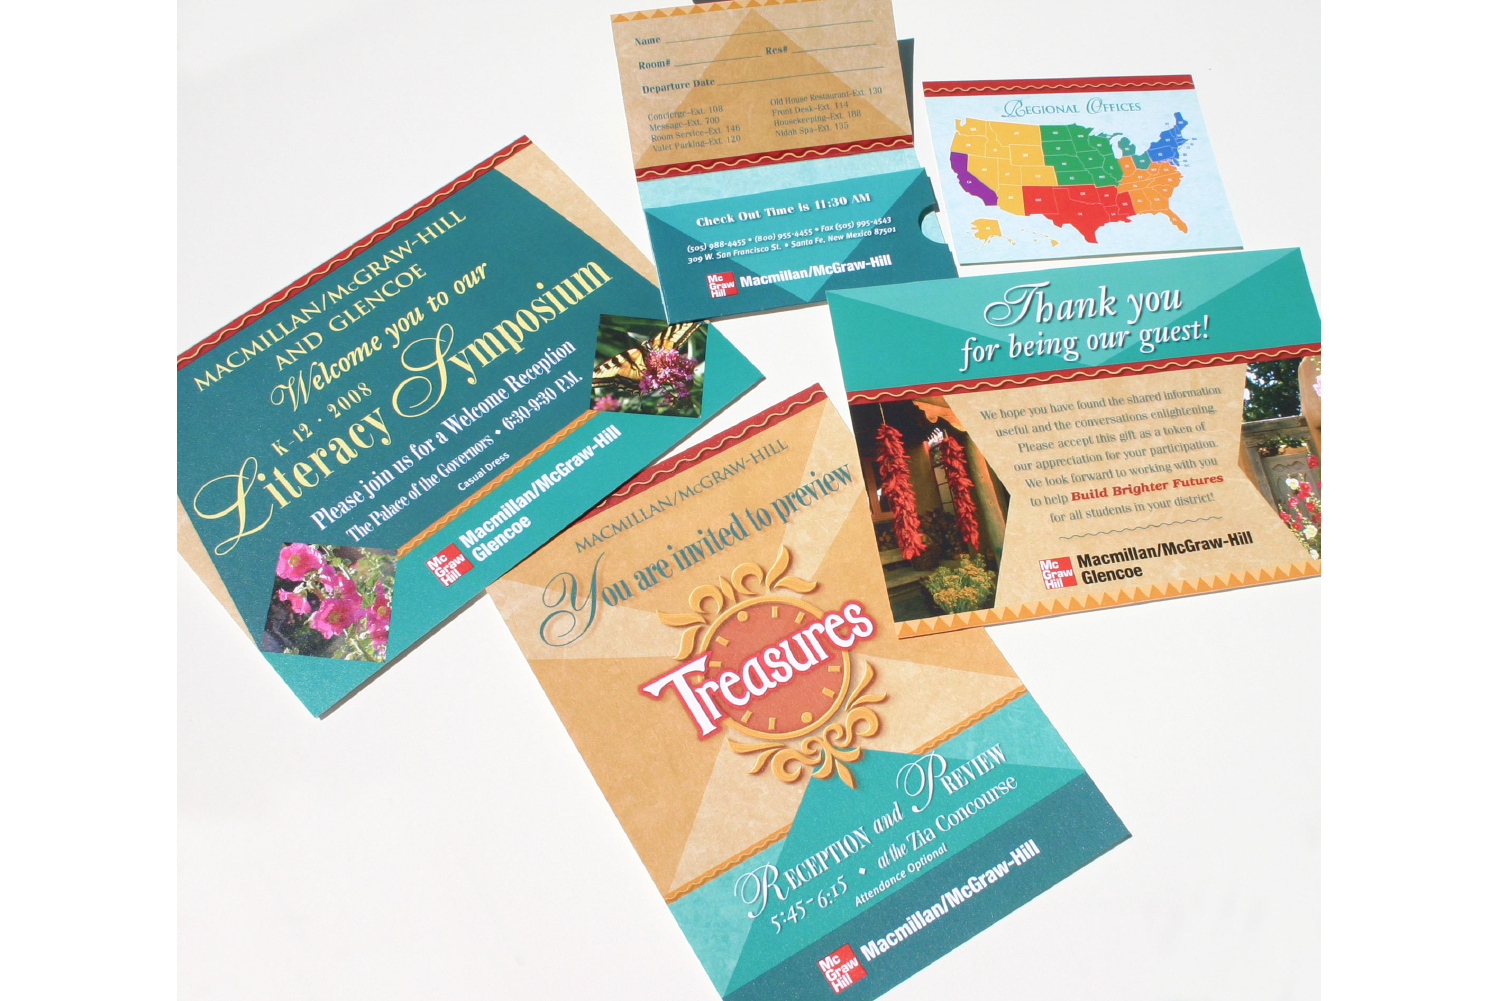 Name
Room# Res#
Departure Date
Concierge–Ext. 108
Message–Ext. 700
Room Service–Ext. 146
Valet Parking–Ext. 120
Old House Restaurant–Ext. 130
Front Desk–Ext. 114
Housekeeping–Ext. 188
Nidah Spa–Ext. 135
Check Out Time is 11:30 AM
(505) 988-4455 • (800) 955-4455 • Fax (505) 995-4543
309 W. San Francisco St. • Santa Fe, New Mexico 87501
Mc
Graw
Hill
Macmillan/McGraw-Hill
Regional Offices
MACMILLAN/McGRAW-HILL
AND GLENCOE
Welcome you to our
K-12 · 2008
Literacy Symposium
Please join us for a Welcome Reception
The Palace of the Governors • 6:30-9:30 P.M.
Casual Dress
Mc
Graw
Hill
Macmillan/McGraw-Hill
Glencoe
Thank you
for being our guest!
We hope you have found the shared information
useful and the conversations enlightening.
Please accept this gift as a token of
our appreciation for your participation.
We look forward to working with you
to help Build Brighter Futures
for all students in your district!
Mc
Graw
Hill
Macmillan/McGraw-Hill
Glencoe
MACMILLAN/McGRAW-HILL
You are invited to preview
Treasures
Reception and Preview
5:45-6:15 • at the Zia Concourse
Attendance Optional
Mc
Graw
Hill
Macmillan/McGraw-Hill